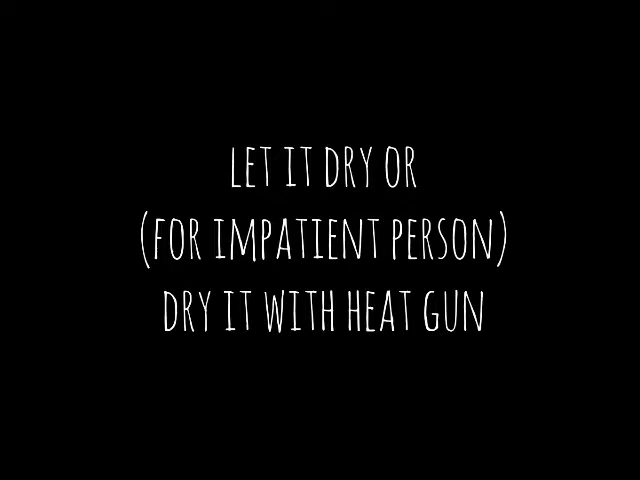 LET IT DRY OR
(FOR IMPATIENT PERSON)
DRY IT WITH HEAT GUN